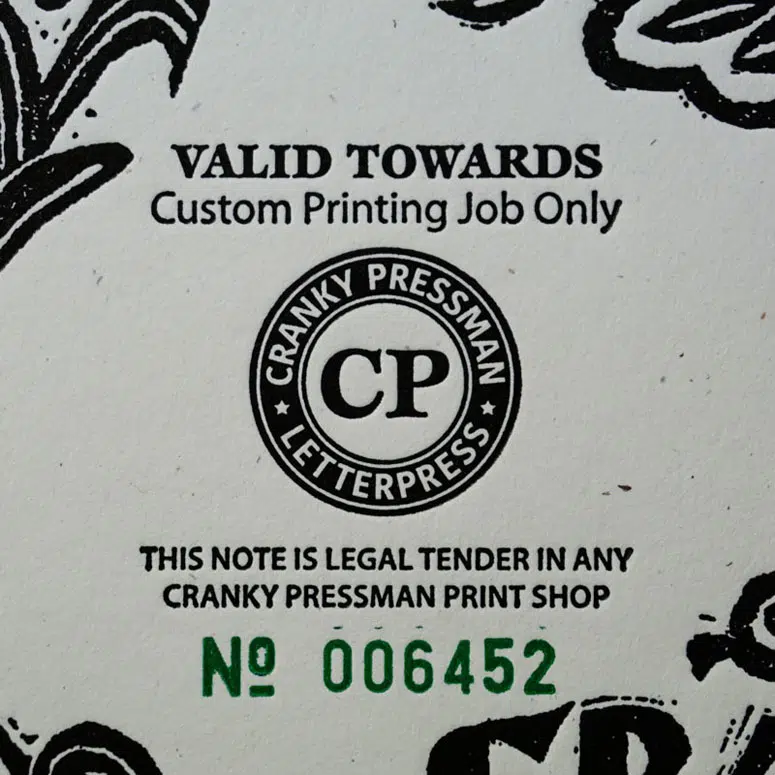 VALID TOWARDS
Custom Printing Job Only
CRANKY PRESSMAN
CP
LETTERPRESS
THIS NOTE IS LEGAL TENDER IN ANY
CRANKY PRESSMAN PRINT SHOP
Nº 006452